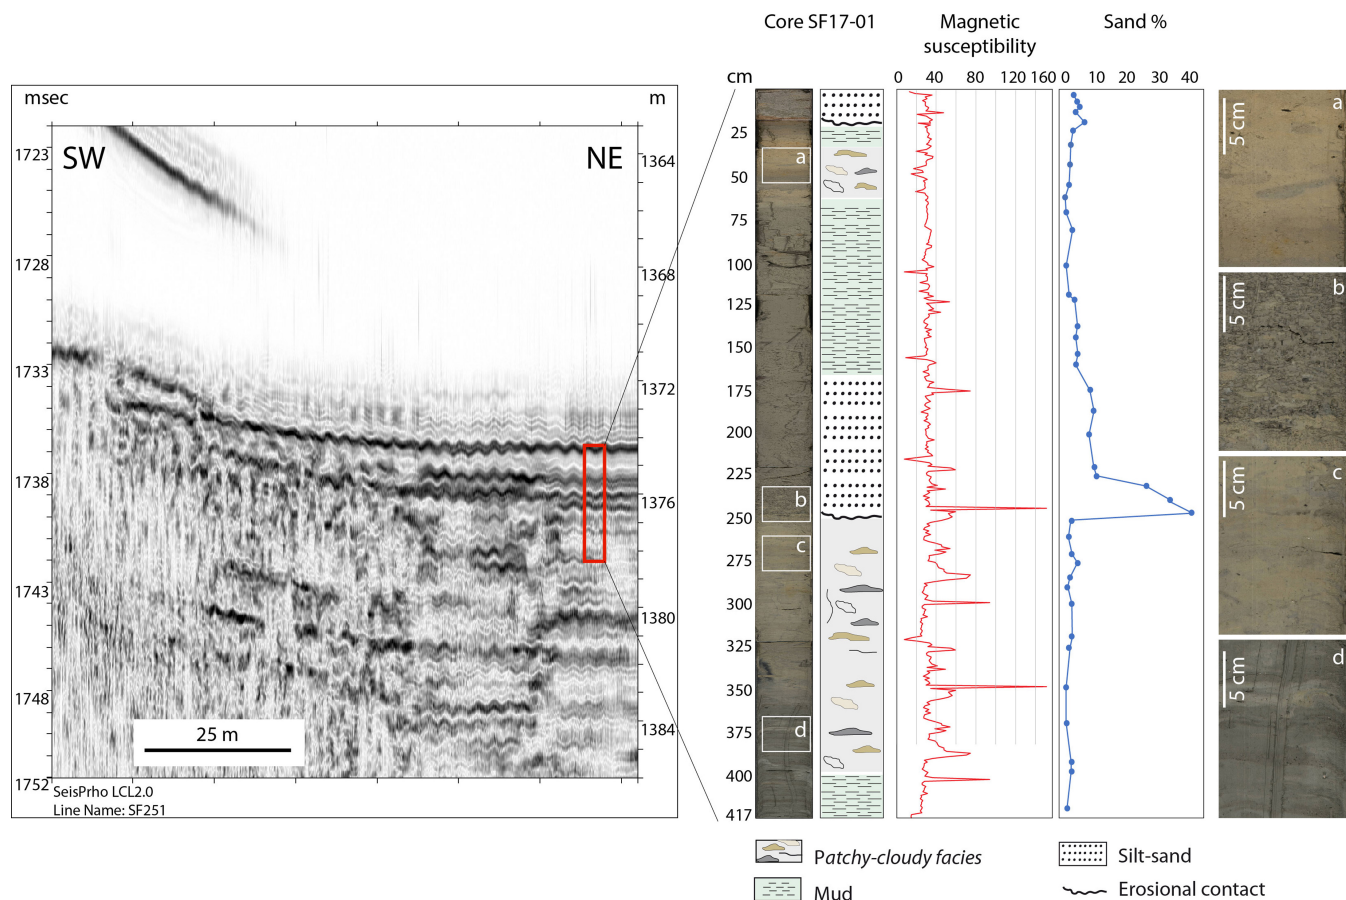 Core SF17-01
Magnetic
susceptibility
Sand %
cm
0 40 80 120 160
0 10 20 30 40
msec
m
SW
NE
1723
1728
1733
1738
1743
1748
1752
1364
1368
1372
1376
1380
1384
25 m
SeisPrho LCL2.0
Line Name: SF251
25
50
75
100
125
150
175
200
225
250
275
300
325
350
375
400
417
a
b
c
d
5 cm
a
5 cm
b
5 cm
c
5 cm
d
Patchy-cloudy facies
Mud
Silt-sand
Erosional contact